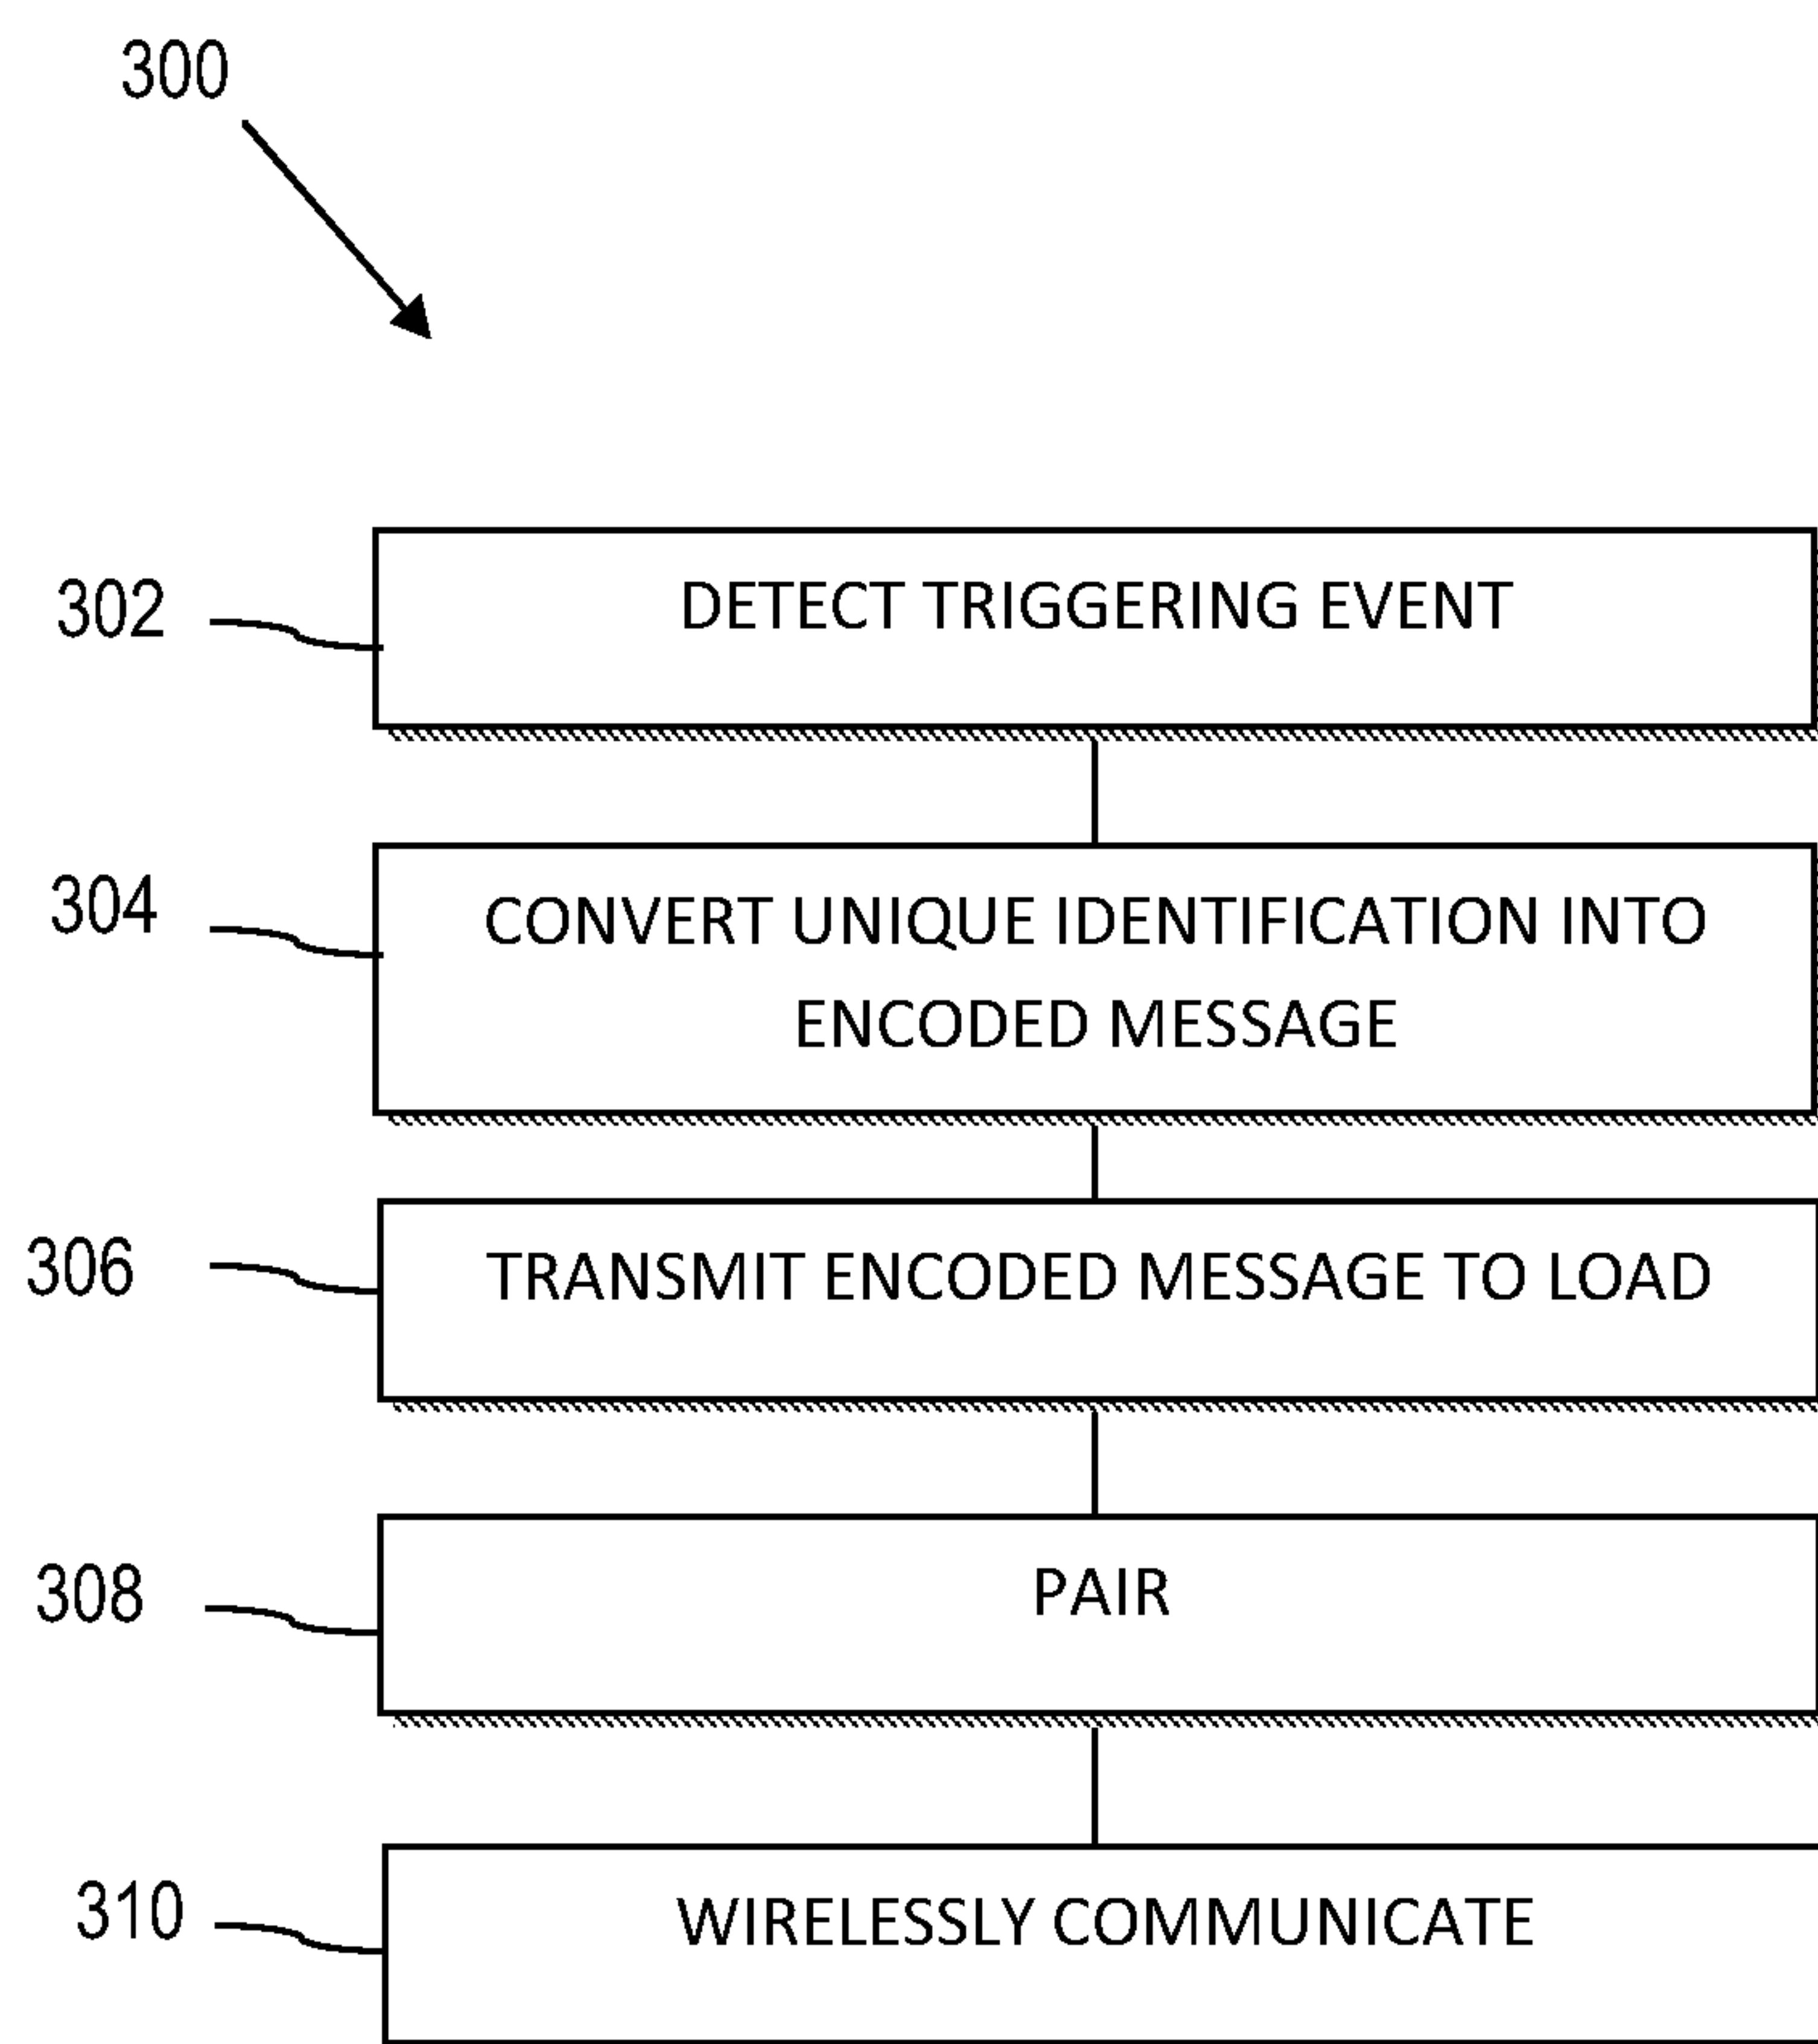 300
302
DETECT TRIGGERING EVENT
304
CONVERT UNIQUE IDENTIFICATION INTO
ENCODED MESSAGE
306
TRANSMIT ENCODED MESSAGE TO LOAD
308
PAIR
310
WIRELESSLY COMMUNICATE